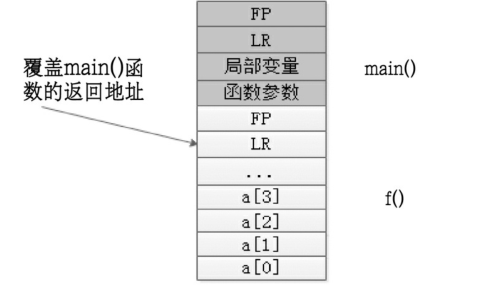 FP
LR
局部变量
函数参数
FP
LR
...
a[3]
a[2]
a[1]
a[0]
覆盖main()函
数的返回地址
main()
f()